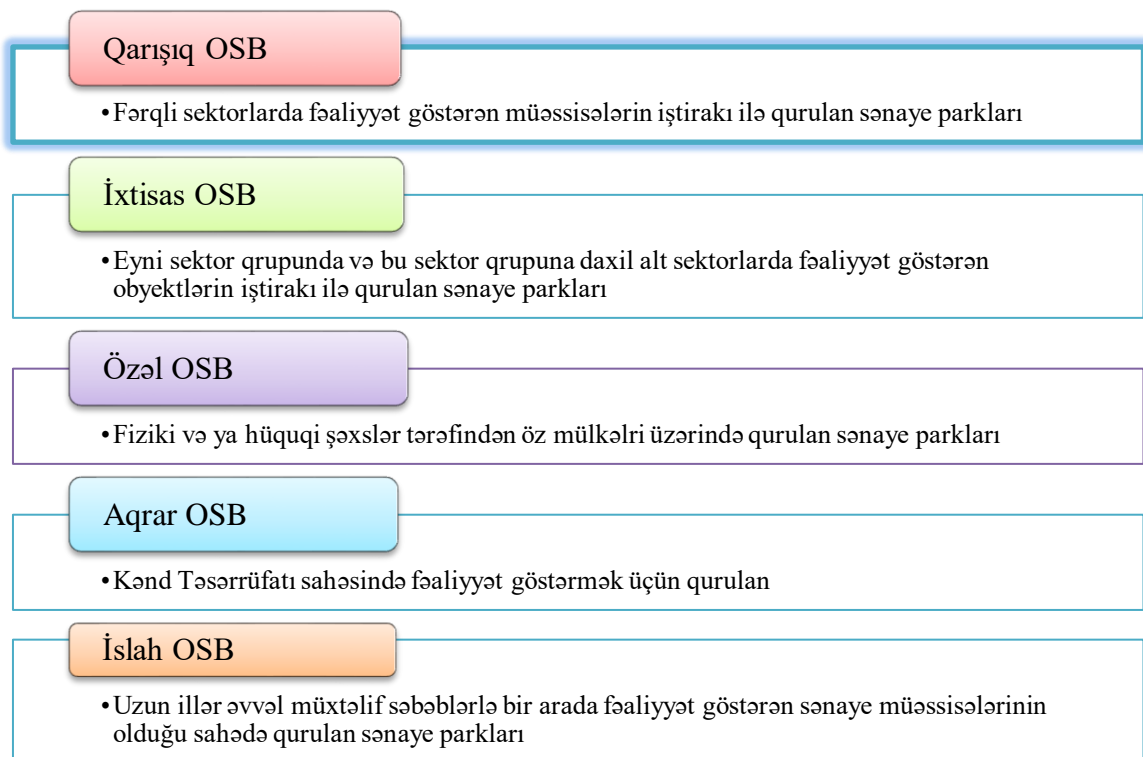 Qarışıq OSB
•Fərqli sektorlarda fəaliyyət göstərən müəssisələrin iştirakı ilə qurulan sənaye parkları
İxtisas OSB
•Eyni sektor qrupunda və bu sektor qrupuna daxil alt sektorlarda fəaliyyət göstərən
obyektlərin iştirakı ilə qurulan sənaye parkları
Özəl OSB
•Fiziki və ya hüquqi şəxslər tərəfindən öz mülkəlri üzərində qurulan sənaye parkları
Aqrar OSB
•Kənd Təsərrüfatı sahəsində fəaliyyət göstərmək üçün qurulan
İslah OSB
•Uzun illər əvvəl müxtəlif səbəblərlə bir arada fəaliyyət göstərən sənaye müəssisələrinin
olduğu sahədə qurulan sənaye parkları